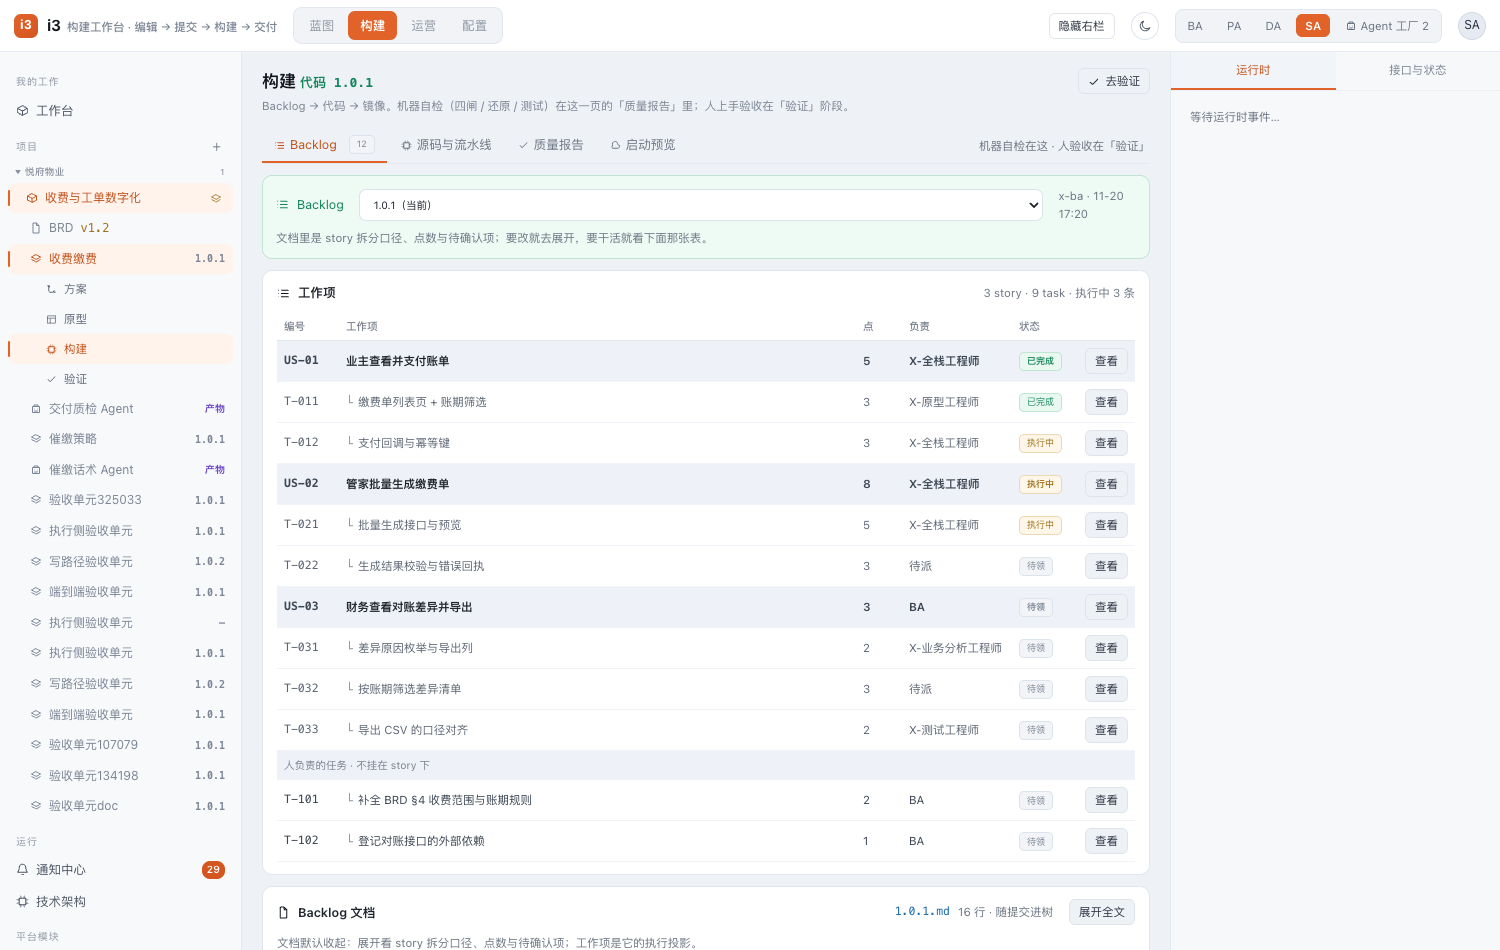 i3 i3 构建工作台 · 编辑 → 提交 → 构建 → 交付 蓝图 构建 运营 配置 隐藏右栏 BA PA DA SA Agent 工厂 2 SA
我的工作
工作台
项目 +
悦府物业 1
收费与工单数字化
BRD v1.2
收费缴费 1.0.1
方案
原型
构建
验证
交付质检 Agent 产物
催缴策略 1.0.1
催缴话术 Agent 产物
验收单元325033 1.0.1
执行侧验收单元 1.0.1
写路径验收单元 1.0.2
端到端验收单元 1.0.1
执行侧验收单元 —
执行侧验收单元 1.0.1
写路径验收单元 1.0.2
端到端验收单元 1.0.1
验收单元107079 1.0.1
验收单元134198 1.0.1
验收单元doc 1.0.1
运行
通知中心 29
技术架构
平台模块
构建 代码 1.0.1 去验证
Backlog → 代码 → 镜像。机器自检（四闸 / 还原 / 测试）在这一页的「质量报告」里；人上手验收在「验证」阶段。
Backlog 12 源码与流水线 质量报告 启动预览 机器自检在这 · 人验收在「验证」
Backlog 1.0.1（当前） x-ba · 11-20
17:20
文档里是 story 拆分口径、点数与待确认项；要改就去展开，要干活就看下面那张表。
工作项 3 story · 9 task · 执行中 3 条
编号 工作项 点 负责 状态
US-01 业主查看并支付账单 5 X-全栈工程师 已完成 查看
T-011 └ 缴费单列表页 + 账期筛选 3 X-原型工程师 已完成 查看
T-012 └ 支付回调与幂等键 3 X-全栈工程师 执行中 查看
US-02 管家批量生成缴费单 8 X-全栈工程师 执行中 查看
T-021 └ 批量生成接口与预览 5 X-全栈工程师 执行中 查看
T-022 └ 生成结果校验与错误回执 3 待派 待领 查看
US-03 财务查看对账差异并导出 3 BA 待领 查看
T-031 └ 差异原因枚举与导出列 2 X-业务分析工程师 待领 查看
T-032 └ 按账期筛选差异清单 3 待派 待领 查看
T-033 └ 导出 CSV 的口径对齐 2 X-测试工程师 待领 查看
人负责的任务 · 不挂在 story 下
T-101 └ 补全 BRD §4 收费范围与账期规则 2 BA 待领 查看
T-102 └ 登记对账接口的外部依赖 1 BA 待领 查看
Backlog 文档 1.0.1.md 16 行 · 随提交进树 展开全文
文档默认收起：展开看 story 拆分口径、点数与待确认项；工作项是它的执行投影。
运行时 接口与状态
等待运行时事件…